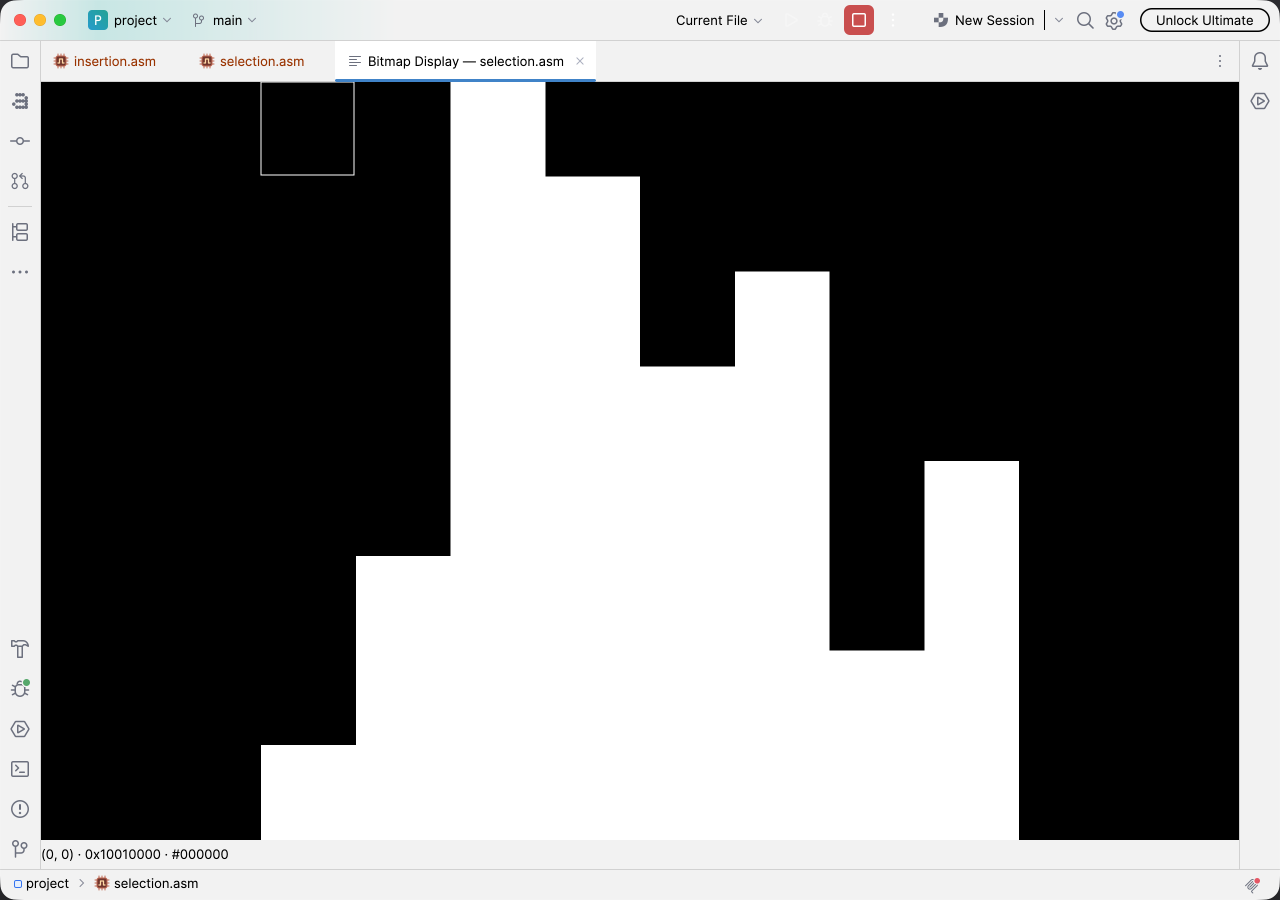 P project main Current File New Session Unlock Ultimate
insertion.asm selection.asm Bitmap Display — selection.asm
(0, 0) · 0x10010000 · #000000
project selection.asm